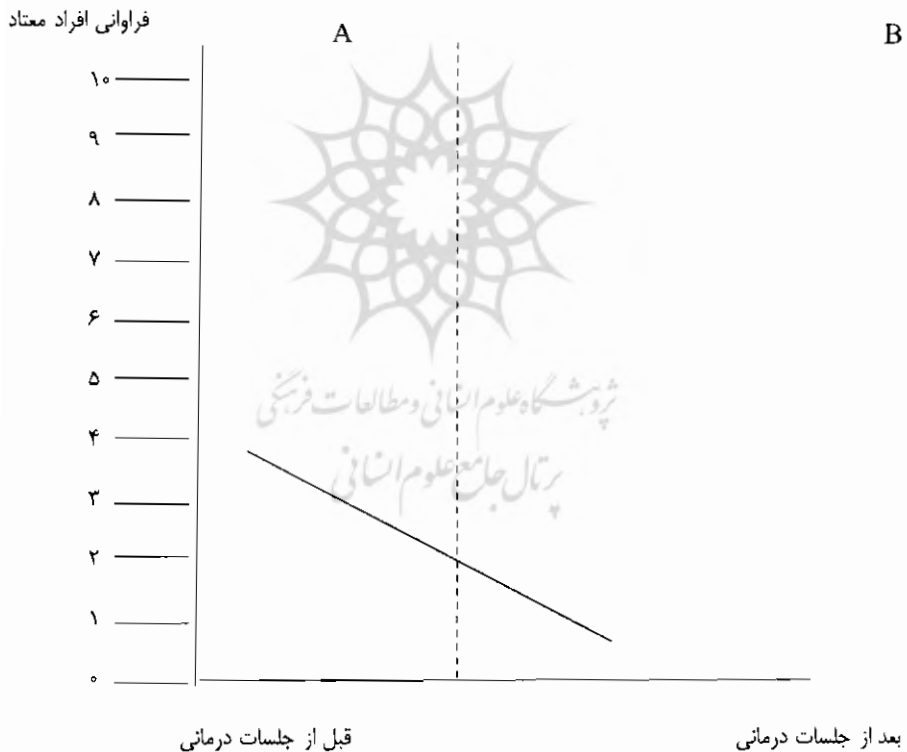 فراوانی افراد معتاد
A
B
۱۰
۹
۸
۷
۶
۵
۴
۳
۲
۱
۰
پژوهشگاه علوم انسانی و مطالعات فرهنگی
پرتال جامع علوم انسانی
قبل از جلسات درمانی
بعد از جلسات درمانی